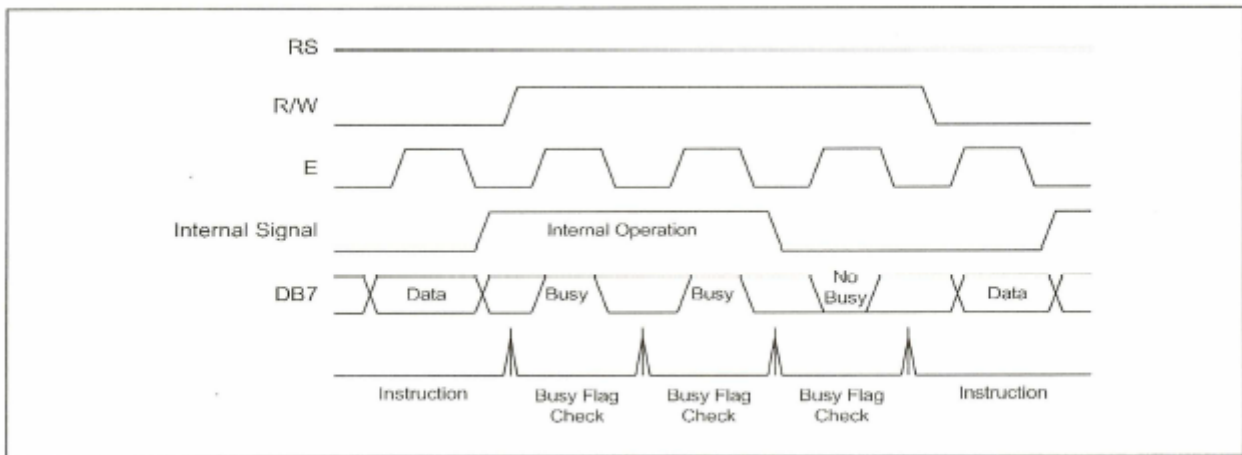 RS
R/W
E
Internal Signal
Internal Operation
DB7
Data
Busy
Busy
No
Busy
Data
Instruction
Busy Flag
Check
Busy Flag
Check
Busy Flag
Check
Instruction